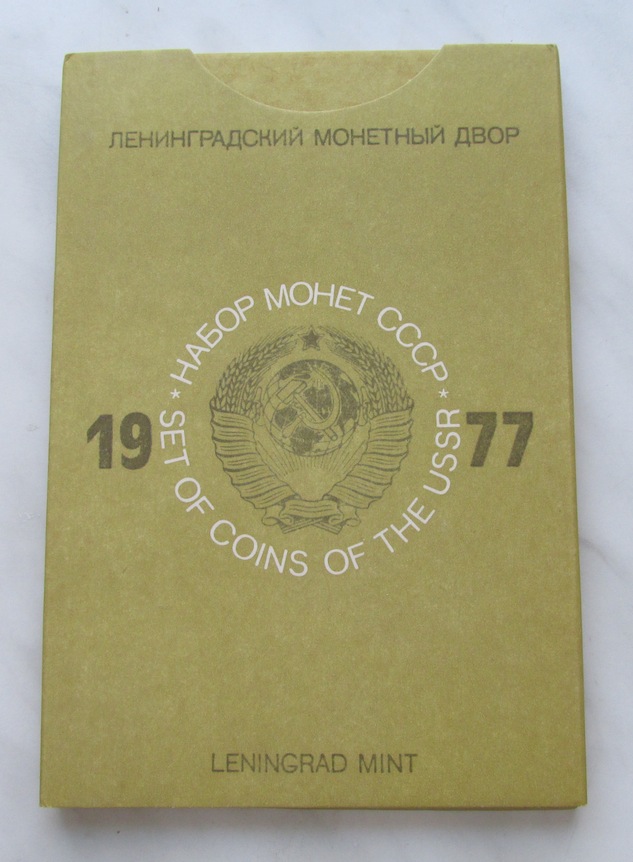 ЛЕНИНГРАДСКИЙ МОНЕТНЫЙ ДВОР
* НАБОР МОНЕТ СССР *
19 77
SET OF COINS OF THE USSR
LENINGRAD MINT